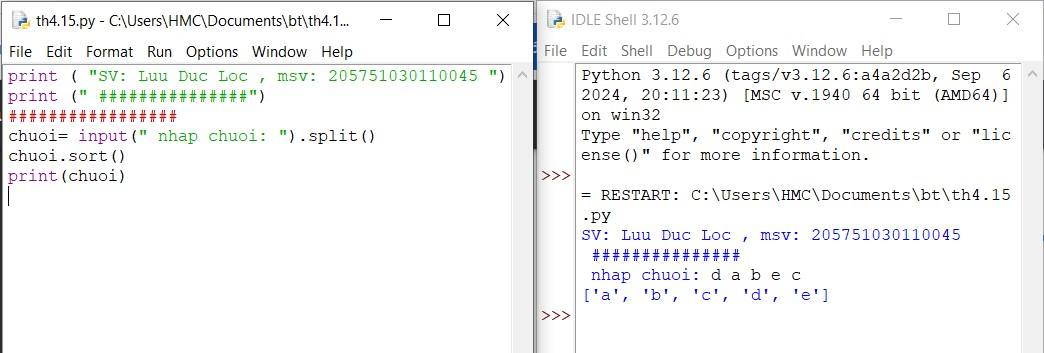 th4.15.py - C:\Users\HMC\Documents\bt\th4.1...
File Edit Format Run Options Window Help
print ( "SV: Luu Duc Loc , msv: 205751030110045 ")
print (" ###############")
#################
chuoi= input(" nhap chuoi: ").split()
chuoi.sort()
print(chuoi)
IDLE Shell 3.12.6
File Edit Shell Debug Options Window Help
Python 3.12.6 (tags/v3.12.6:a4a2d2b, Sep  6
2024, 20:11:23) [MSC v.1940 64 bit (AMD64)]
on win32
Type "help", "copyright", "credits" or "lic
ense()" for more information.
>>>
= RESTART: C:\Users\HMC\Documents\bt\th4.15
.py
SV: Luu Duc Loc , msv: 205751030110045
 ###############
 nhap chuoi: d a b e c
['a', 'b', 'c', 'd', 'e']
>>>